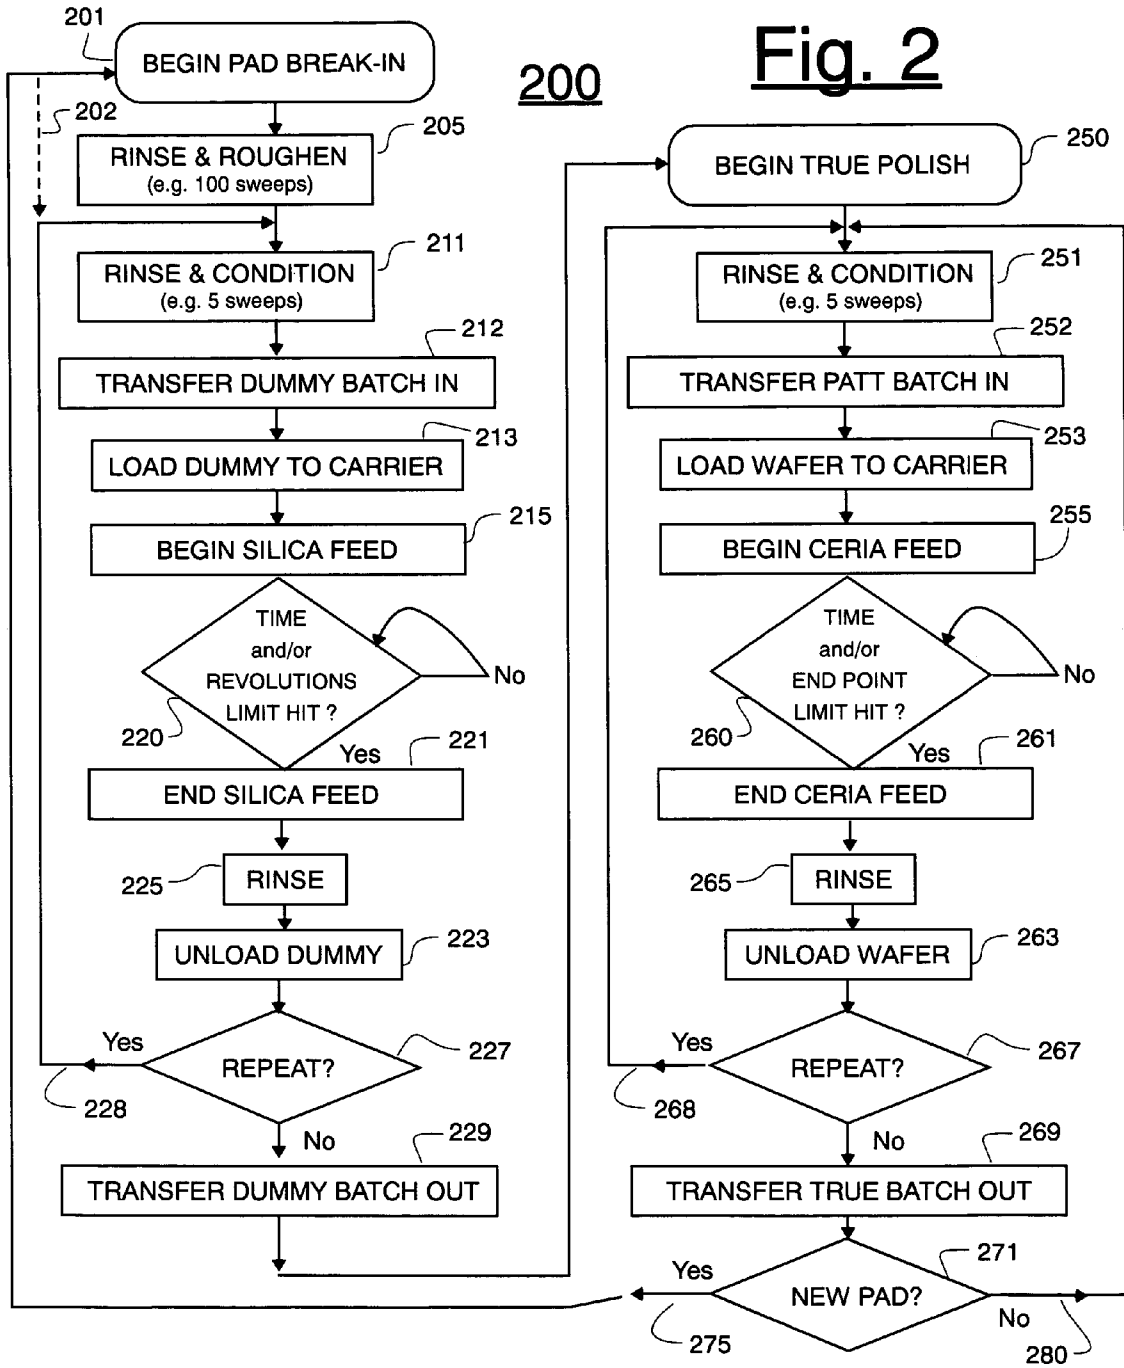 Fig. 2
200
201
BEGIN PAD BREAK-IN
202
205
RINSE & ROUGHEN
(e.g. 100 sweeps)
211
RINSE & CONDITION
(e.g. 5 sweeps)
212
TRANSFER DUMMY BATCH IN
213
LOAD DUMMY TO CARRIER
215
BEGIN SILICA FEED
TIME
and/or
REVOLUTIONS
LIMIT HIT ?
No
220
Yes
221
END SILICA FEED
225
RINSE
UNLOAD DUMMY
223
Yes
REPEAT?
227
228
No
229
TRANSFER DUMMY BATCH OUT
250
BEGIN TRUE POLISH
251
RINSE & CONDITION
(e.g. 5 sweeps)
252
TRANSFER PATT BATCH IN
253
LOAD WAFER TO CARRIER
255
BEGIN CERIA FEED
TIME
and/or
END POINT
LIMIT HIT ?
No
260
Yes
261
END CERIA FEED
265
RINSE
UNLOAD WAFER
263
Yes
REPEAT?
267
268
No
269
TRANSFER TRUE BATCH OUT
271
Yes
NEW PAD?
No
275
280